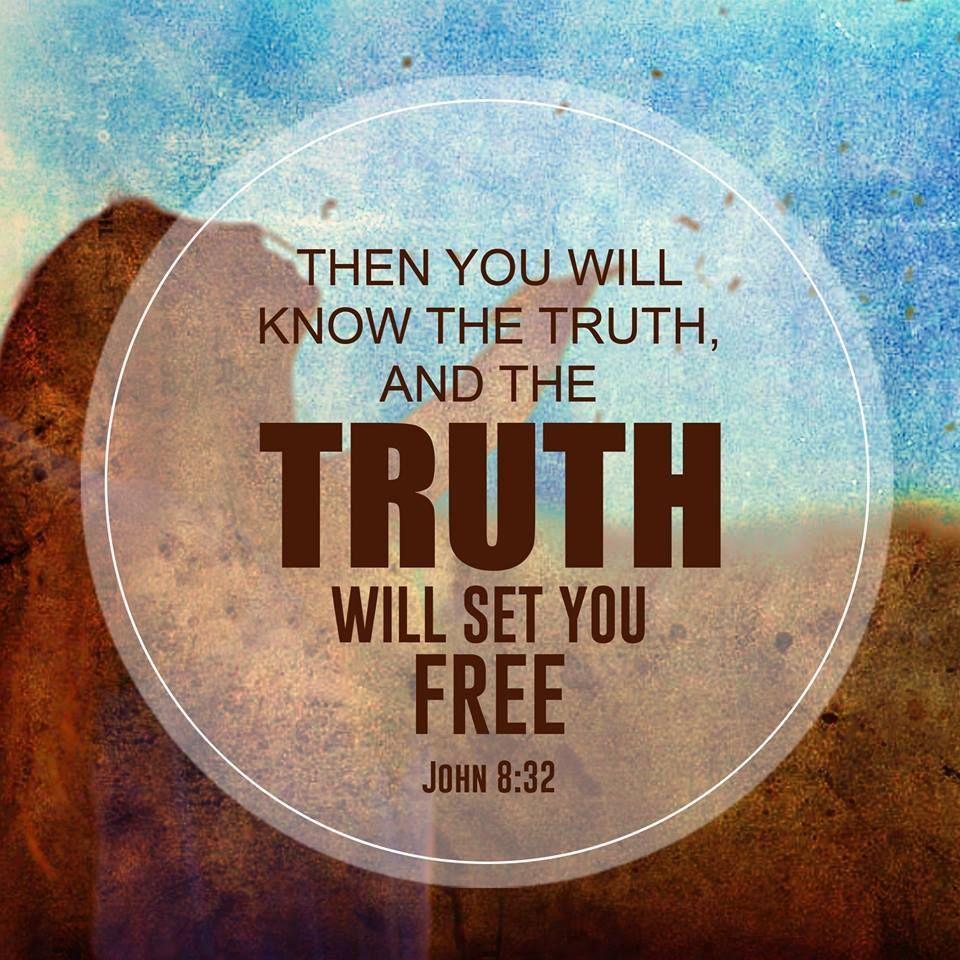 THEN YOU WILL
KNOW THE TRUTH,
AND THE
TRUTH
WILL SET YOU
FREE
JOHN 8:32